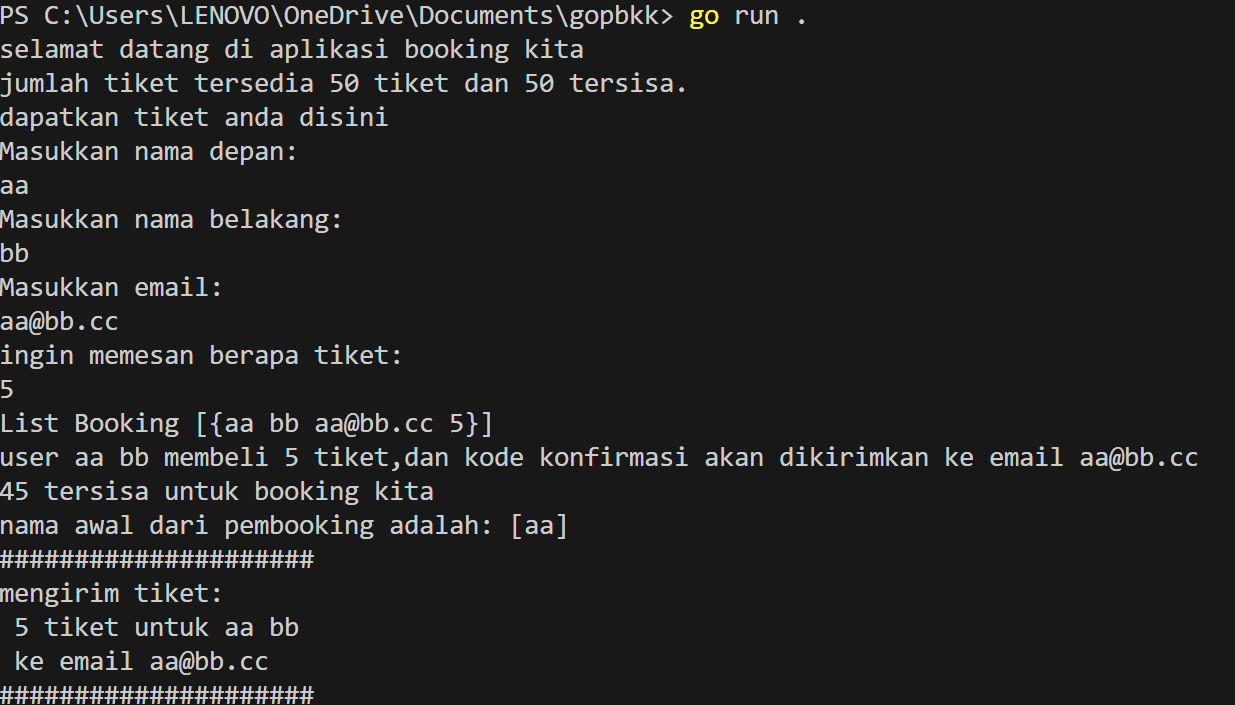 PS C:\Users\LENOVO\OneDrive\Documents\gopbkk> go run .
selamat datang di aplikasi booking kita
jumlah tiket tersedia 50 tiket dan 50 tersisa.
dapatkan tiket anda disini
Masukkan nama depan:
aa
Masukkan nama belakang:
bb
Masukkan email:
aa@bb.cc
ingin memesan berapa tiket:
5
List Booking [{aa bb aa@bb.cc 5}]
user aa bb membeli 5 tiket,dan kode konfirmasi akan dikirimkan ke email aa@bb.cc
45 tersisa untuk booking kita
nama awal dari pembooking adalah: [aa]
#####################
mengirim tiket:
 5 tiket untuk aa bb
 ke email aa@bb.cc
#####################